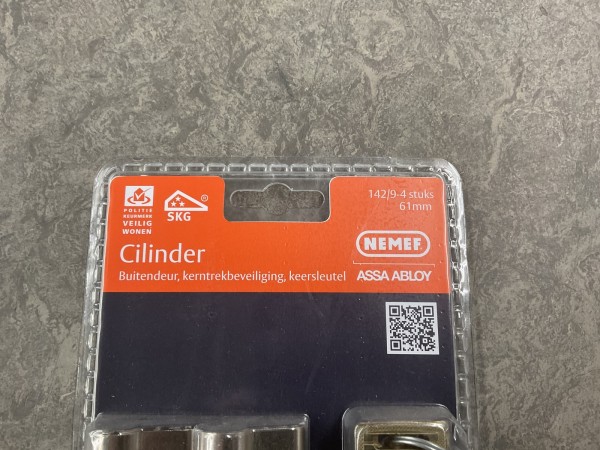 142/9-4 stuks
61mm
POLITIE
KEURMERK
VEILIG
WONEN
SKG®
NEMEF
Cilinder
Buitendeur, kerntrekbeveiliging, keersleutel
ASSA ABLOY